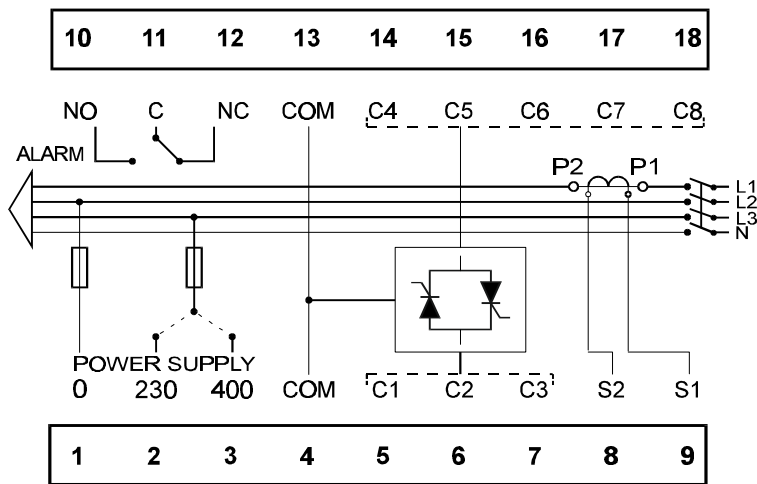 10 11 12 13 14 15 16 17 18
NO C NC COM C4 C5 C6 C7 C8
ALARM
P2 P1
L1
L2
L3
N
POWER SUPPLY
0 230 400 COM C1 C2 C3 S2 S1
1 2 3 4 5 6 7 8 9